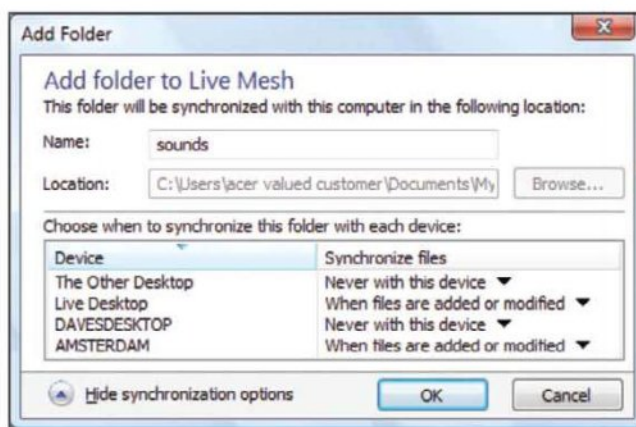 Add Folder
Add folder to Live Mesh
This folder will be synchronized with this computer in the following location:
Name: sounds
Location: C:\Users\acer valued customer\Documents\My Browse...
Choose when to synchronize this folder with each device:
Device Synchronize files
The Other Desktop Never with this device
Live Desktop When files are added or modified
DAVESDESKTOP Never with this device
AMSTERDAM When files are added or modified
Hide synchronization options OK Cancel